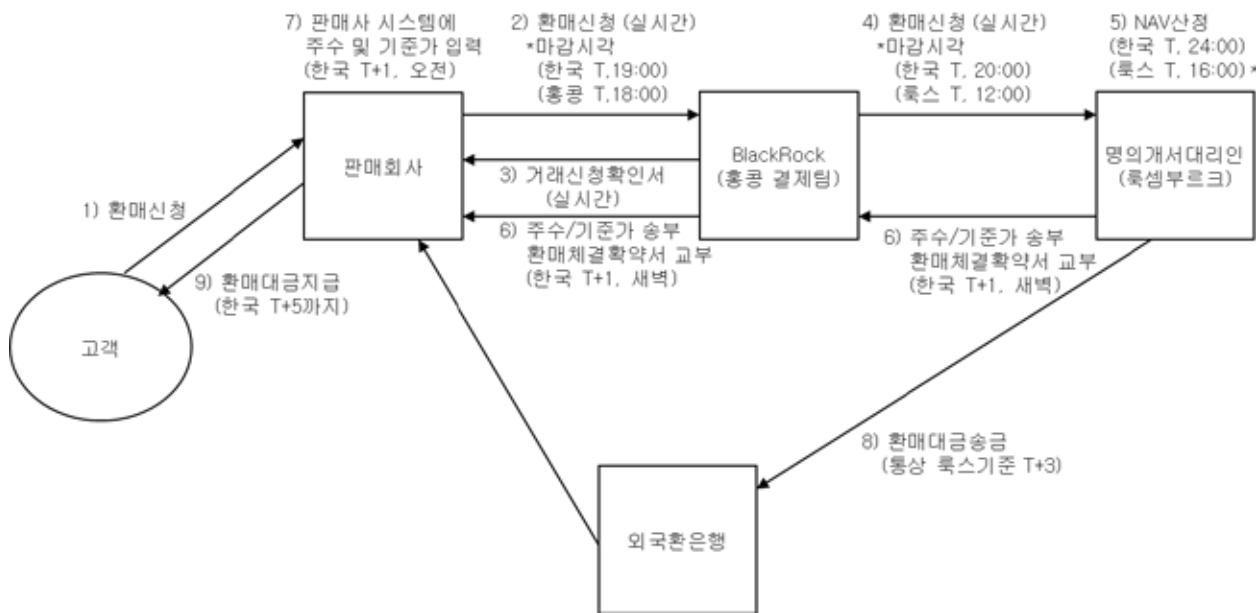 7) 판매사 시스템에
주수 및 기준가 입력
(한국 T+1, 오전)
2) 환매신청 (실시간)
*마감시각
(한국 T,19:00)
(홍콩 T,18:00)
4) 환매신청 (실시간)
*마감시각
(한국 T, 20:00)
(룩스 T, 12:00)
5) NAV산정
(한국 T, 24:00)
(룩스 T, 16:00) *
판매회사
BlackRock
(홍콩 결제팀)
명의개서대리인
(룩셈부르크)
3) 거래신청확인서
(실시간)
1) 환매신청
6) 주수/기준가 송부
환매체결확약서 교부
(한국 T+1, 새벽)
6) 주수/기준가 송부
환매체결확약서 교부
(한국 T+1, 새벽)
9) 환매대금지급
(한국 T+5까지)
고객
8) 환매대금송금
(통상 룩스기준 T+3)
외국환은행